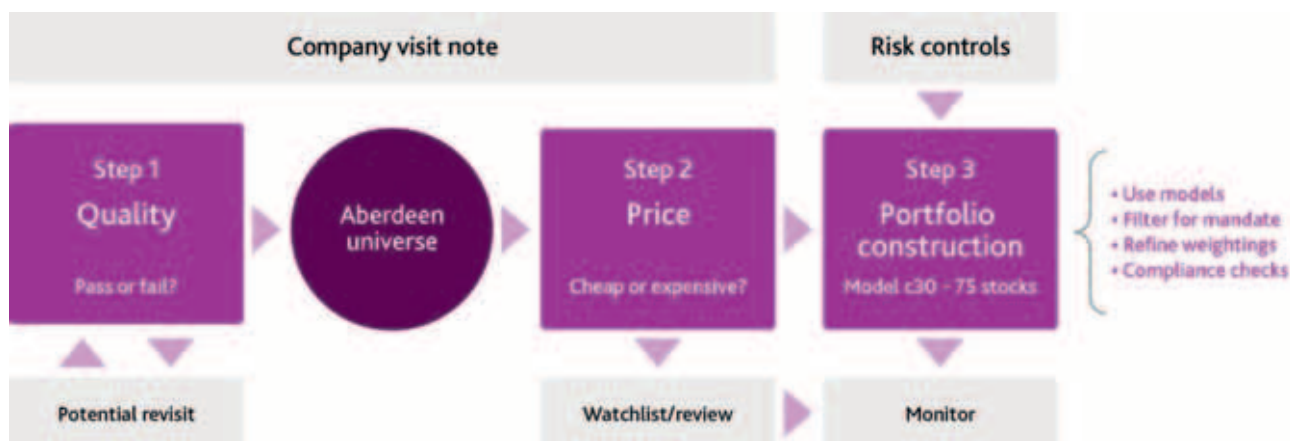 Company visit note
Risk controls
Step 1
Quality
Pass or fail?
Aberdeen
universe
Step 2
Price
Cheap or expensive?
Step 3
Portfolio
construction
Model c30 - 75 stocks
• Use models
• Filter for mandate
• Refine weightings
• Compliance checks
Potential revisit
Watchlist/review
Monitor